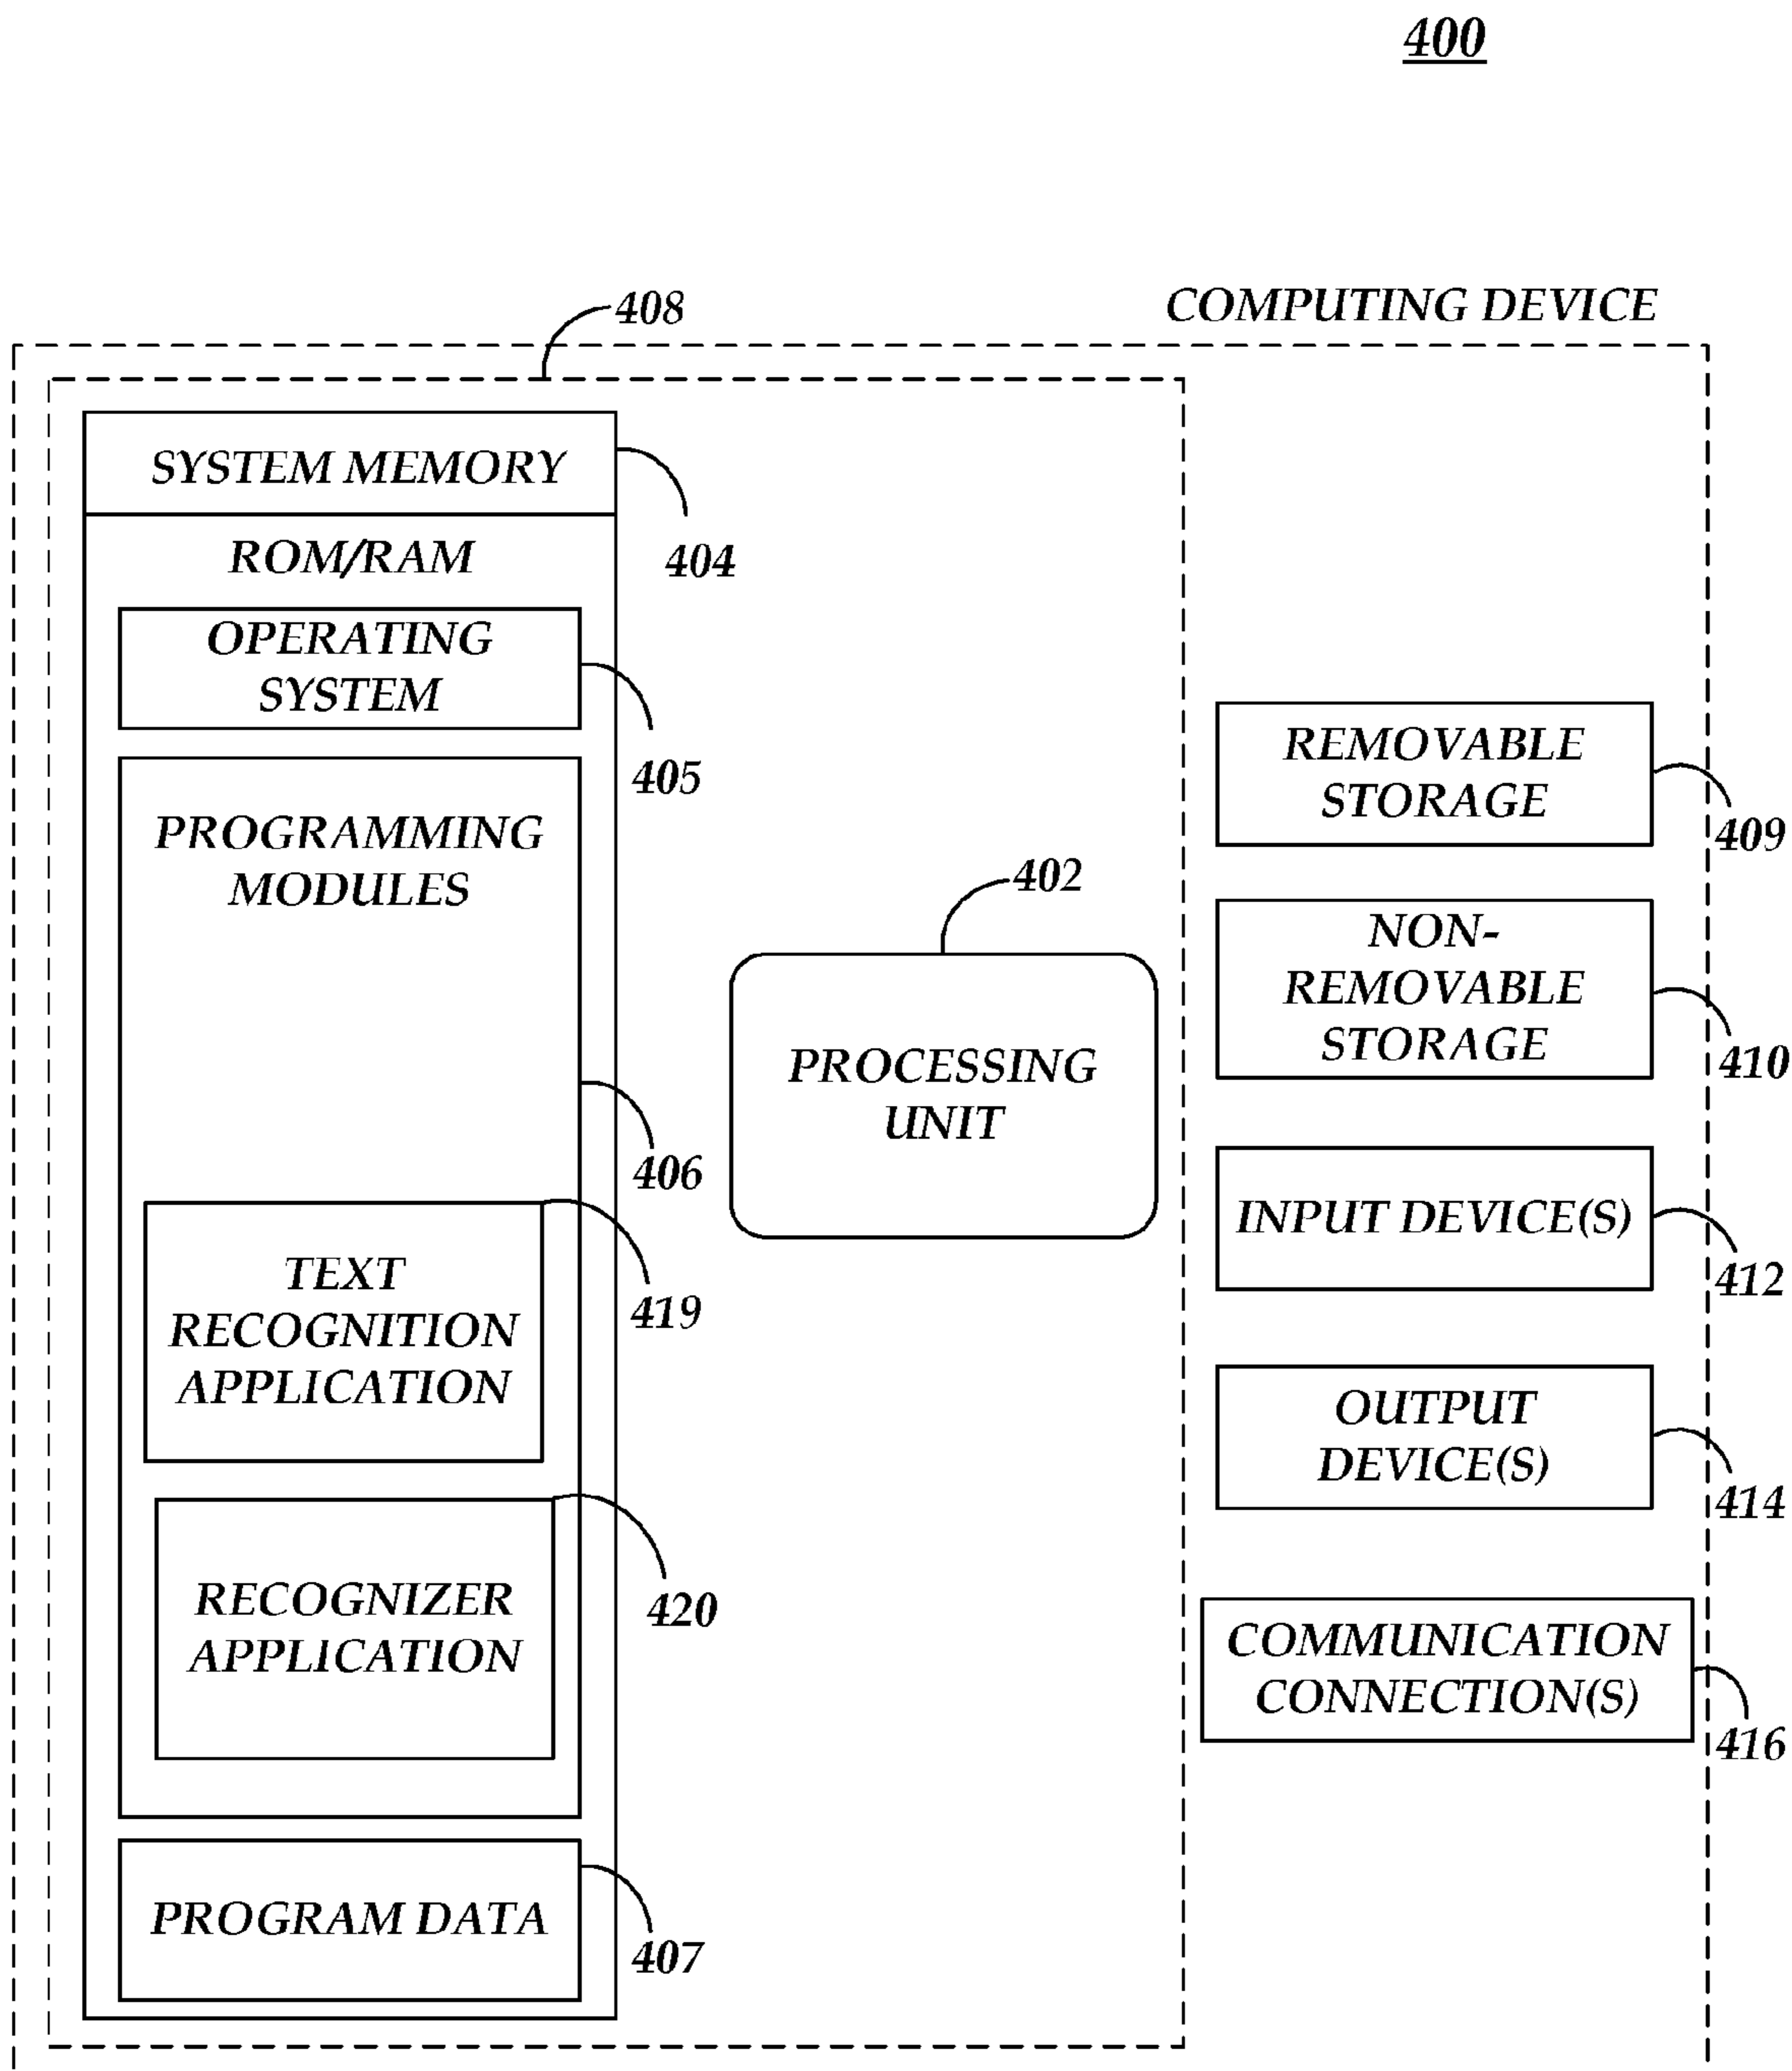 400
COMPUTING DEVICE
408
SYSTEM MEMORY
404
ROM/RAM
OPERATING
SYSTEM
405
PROGRAMMING
MODULES
406
TEXT
RECOGNITION
APPLICATION
419
RECOGNIZER
APPLICATION
420
PROGRAM DATA
407
402
PROCESSING
UNIT
REMOVABLE
STORAGE
409
NON-
REMOVABLE
STORAGE
410
INPUT DEVICE(S)
412
OUTPUT
DEVICE(S)
414
COMMUNICATION
CONNECTION(S)
416